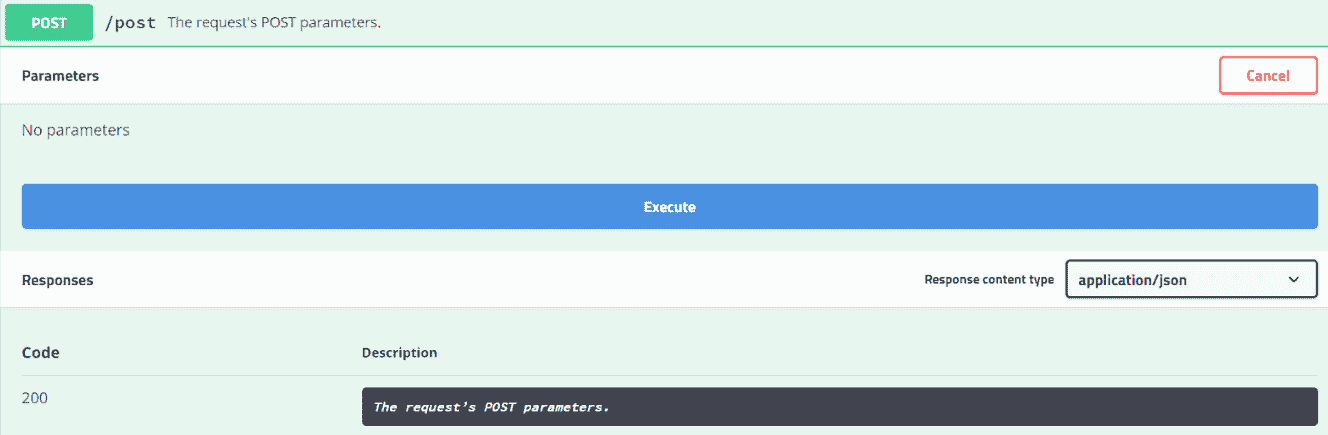 POST /post The request's POST parameters.
Parameters Cancel
No parameters
Execute
Responses Response content type application/json
Code Description
200 The request's POST parameters.